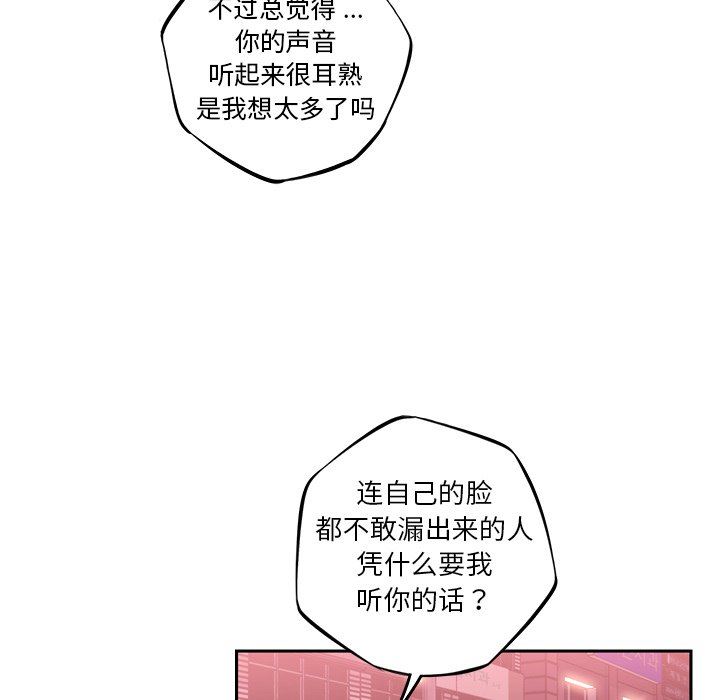 不过总觉得...
你的声音
听起来很耳熟
是我想太多了吗
连自己的脸
都不敢漏出来的人
凭什么要我
听你的话？